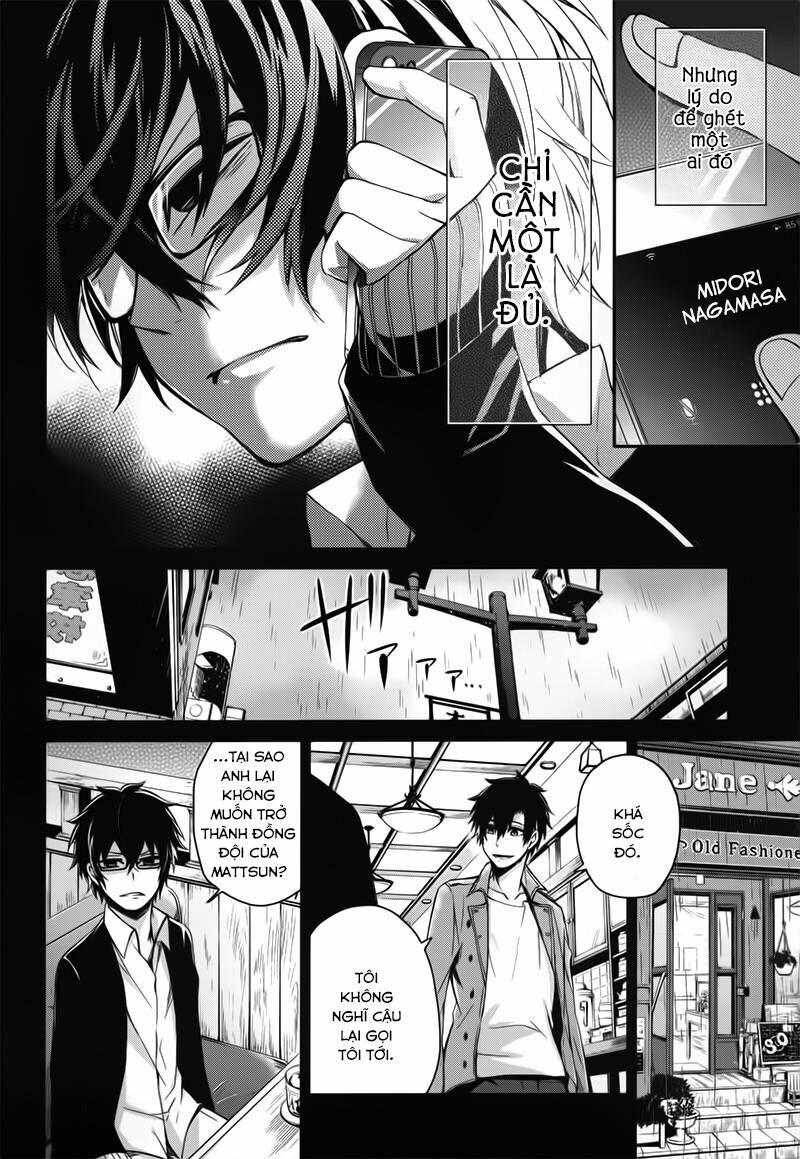 Nhưng
lý do
để ghét
một
ai đó
MIDORI
NAGAMASA
CHỈ
CẦN
MỘT
LÀ
ĐỦ.
ザァァ...
Jane
Old Fashione
KHÁ
SỐC
ĐÓ.
TÔI
KHÔNG
NGHĨ CẬU
LẠI GỌI
TÔI TỚI.
...TẠI SAO
ANH LẠI
KHÔNG
MUỐN TRỞ
THÀNH ĐỒNG
ĐỘI CỦA
MATTSUN?